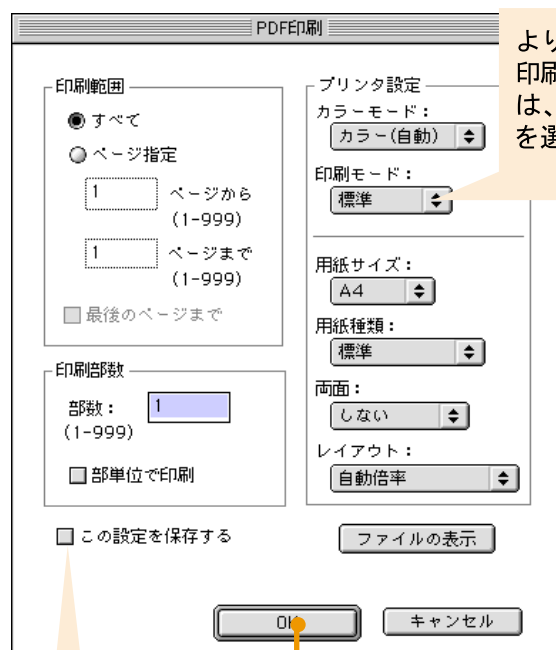 PDF印刷
印刷範囲
すべて
ページ指定
1 ページから
(1-999)
1 ページまで
(1-999)
最後のページまで
印刷部数
部数： 1
(1-999)
部単位で印刷
この設定を保存する
プリンタ設定
カラーモード：
カラー(自動)
印刷モード：
標準
用紙サイズ：
A4
用紙種類：
標準
両面：
しない
レイアウト：
自動倍率
ファイルの表示
OK
キャンセル
より
印刷
は、
を選